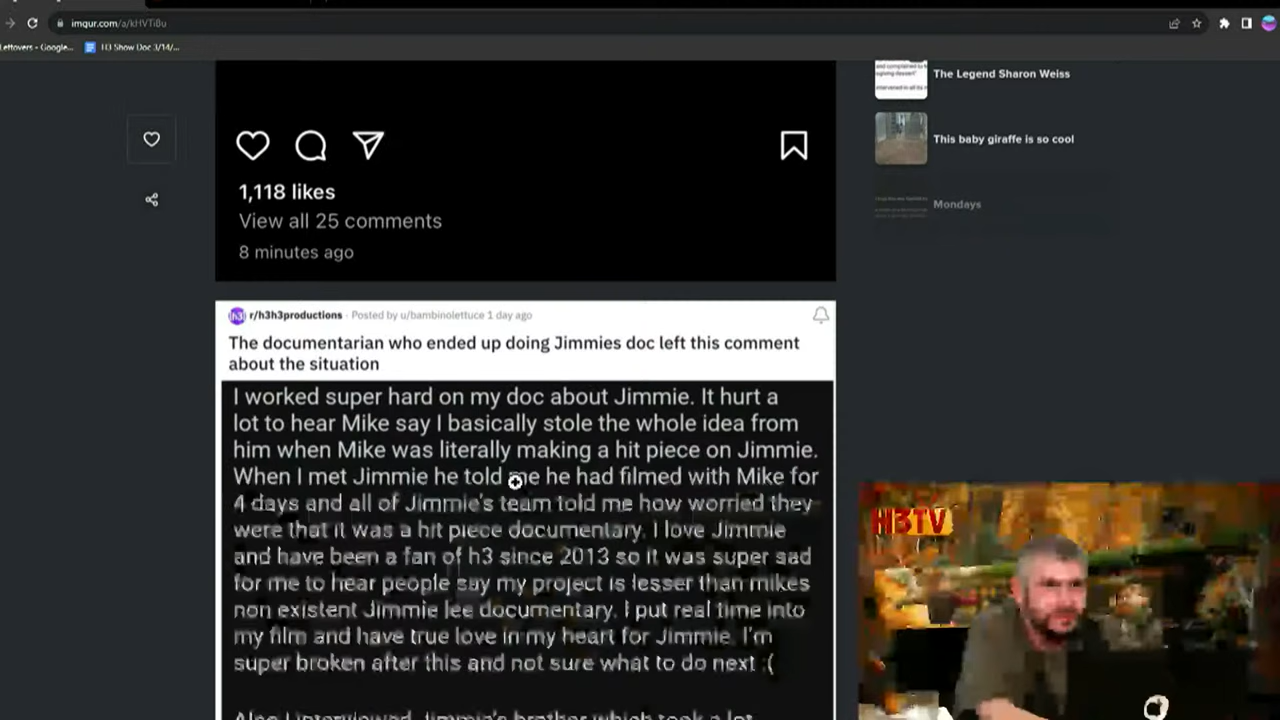 imgur.com/a/kHVTiBu
Leftovers - Google...
H3 Show Doc 3/14/...
The Legend Sharon Weiss
This baby giraffe is so cool
Mondays
1,118 likes
View all 25 comments
8 minutes ago
r/h3h3productions · Posted by u/bambinolettuce 1 day ago
The documentarian who ended up doing Jimmies doc left this comment
about the situation
I worked super hard on my doc about Jimmie. It hurt a
lot to hear Mike say I basically stole the whole idea from
him when Mike was literally making a hit piece on Jimmie.
When I met Jimmie he told me he had filmed with Mike for
4 days and all of Jimmie's team told me how worried they
were that it was a hit piece documentary. I love Jimmie
and have been a fan of h3 since 2013 so it was super sad
for me to hear people say my project is lesser than mikes
non existent Jimmie lee documentary. I put real time into
my film and have true love in my heart for Jimmie. I'm
super broken after this and not sure what to do next :(
Also I interviewed Jimmie's brother which took a lot
H3TV